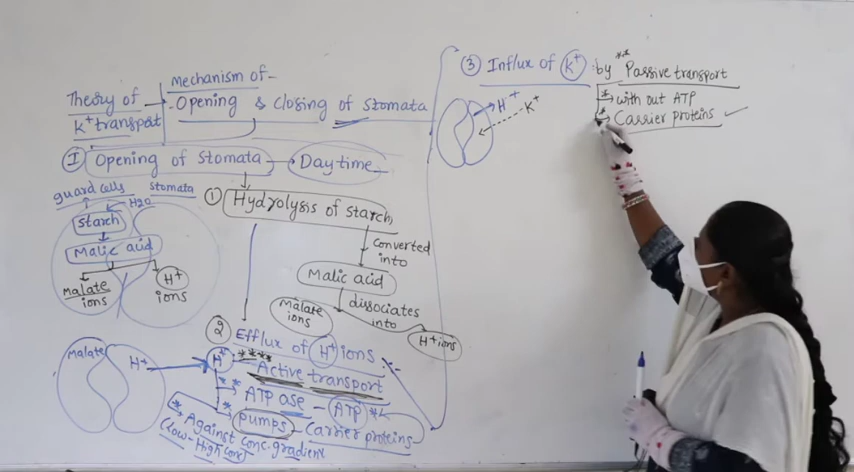 Theory of
K+ transport
mechanism of-
Opening & closing of stomata
I Opening of stomata
Day time
guard cells stomata
H2O
starch
Malic acid
malate
ions
H+
ions
1 Hydrolysis of starch
converted
into
Malic acid
dissociates
into
Malate
ions
H+ ions
2 Efflux of H+ ions
Malate
H+
H+
**** Active transport
* ATP ase - ATP *
* pumps - Carrier proteins
* Against conc. gradient
(Low - High Conc)
3 Influx of K+ by ** Passive transport
H+
K+
* with out ATP
* Carrier proteins